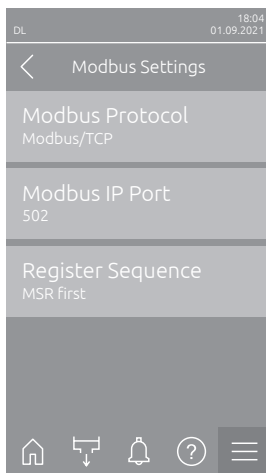 18:04
DL 01.09.2021
Modbus Settings
Modbus Protocol
Modbus/TCP
Modbus IP Port
502
Register Sequence
MSR first
?